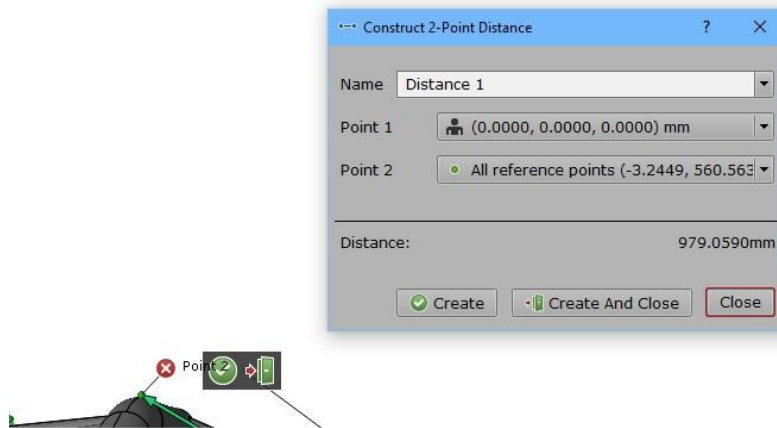 Construct 2-Point Distance ?
Name Distance 1
Point 1 (0.0000, 0.0000, 0.0000) mm
Point 2 All reference points (-3.2449, 560.563
Distance: 979.0590mm
Create Create And Close Close
Point 2